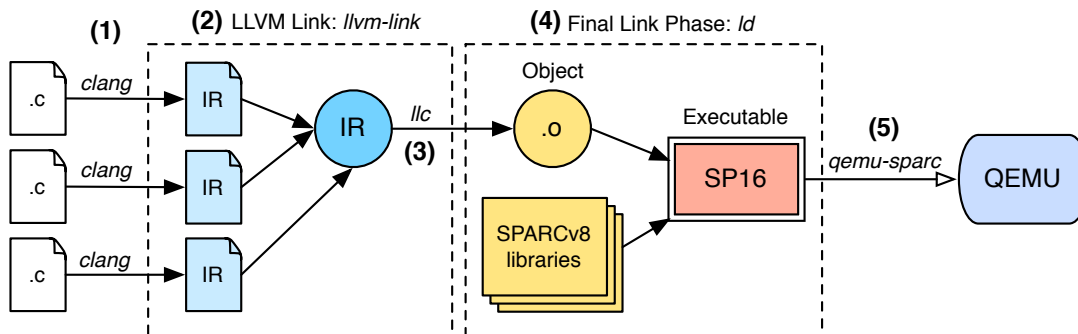 (1)
(2) LLVM Link: llvm-link
(4) Final Link Phase: ld
.c
clang
IR
.c
clang
IR
.c
clang
IR
IR
llc
(3)
Object
.o
SPARCv8
libraries
Executable
SP16
(5)
qemu-sparc
QEMU